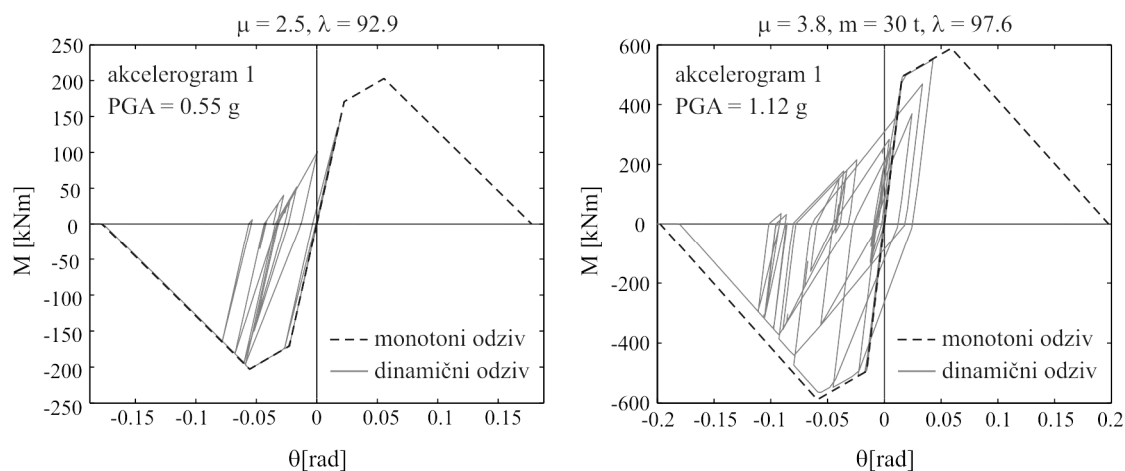 μ = 2.5, λ = 92.9
250
200
150
100
50
0
-50
-100
-150
-200
-250
M [kNm]
akcelerogram 1
PGA = 0.55 g
monotoni odziv
dinamični odziv
-0.15 -0.1 -0.05 0 0.05 0.1 0.15
θ[rad]
μ = 3.8, m = 30 t, λ = 97.6
600
400
200
0
-200
-400
-600
M [kNm]
akcelerogram 1
PGA = 1.12 g
monotoni odziv
dinamični odziv
-0.2 -0.15 -0.1 -0.05 0 0.05 0.1 0.15 0.2
θ[rad]